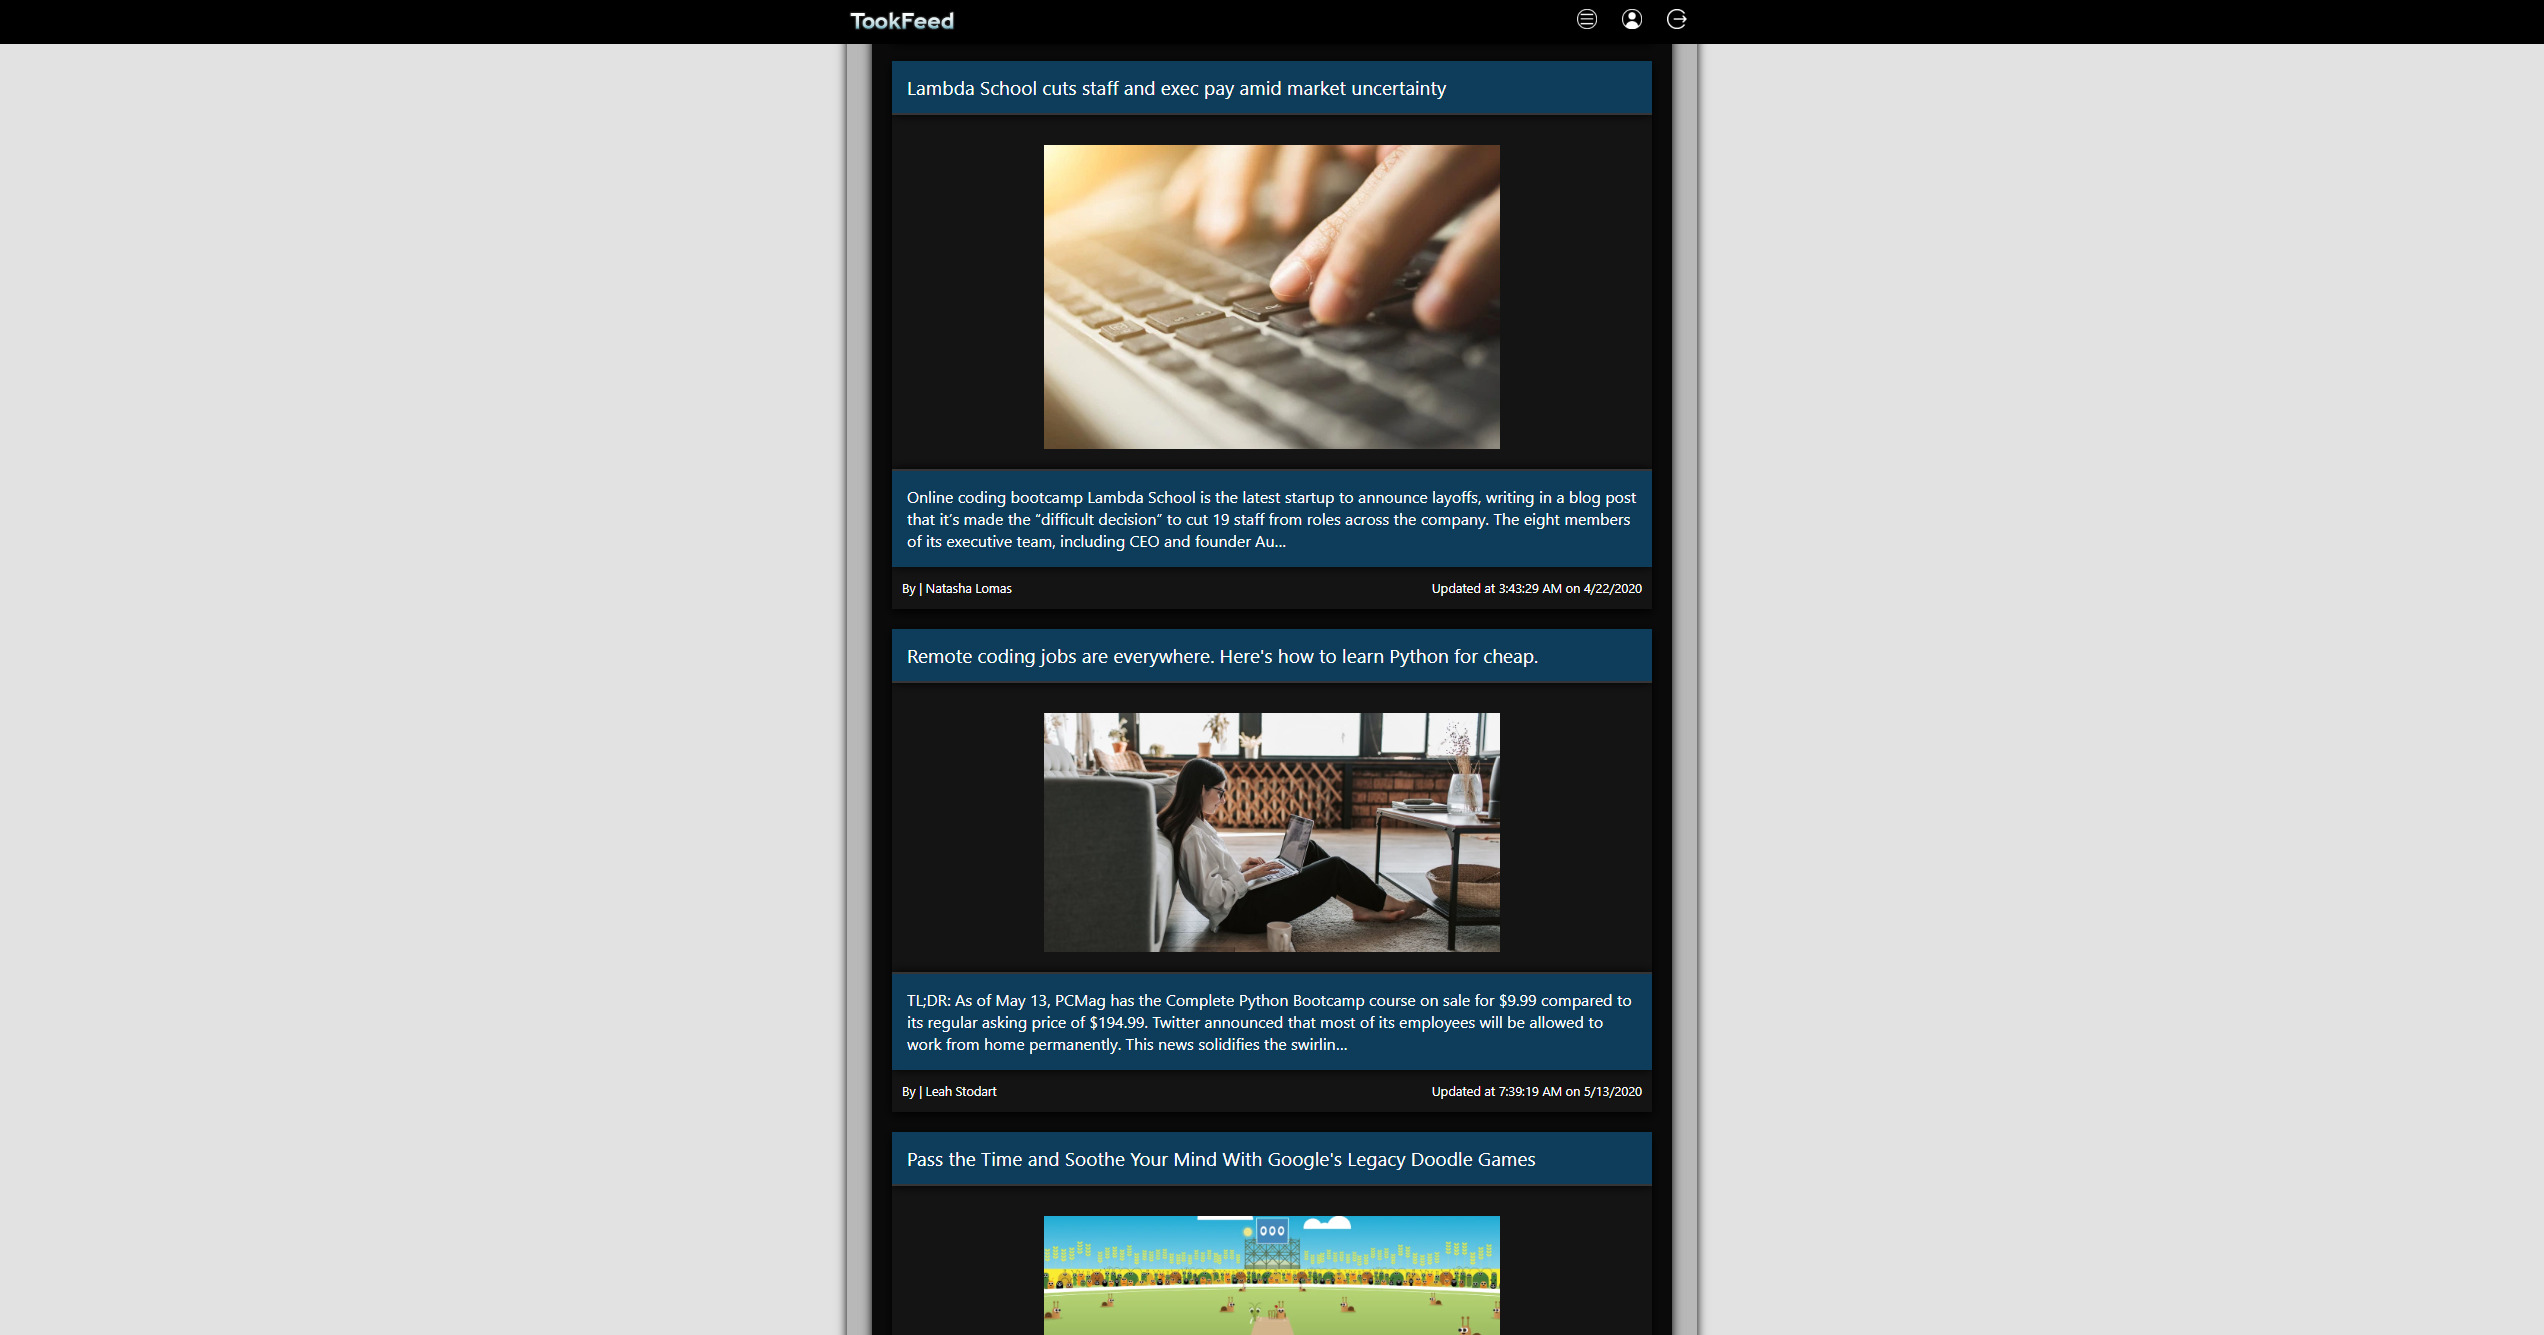 TookFeed
Lambda School cuts staff and exec pay amid market uncertainty
Online coding bootcamp Lambda School is the latest startup to announce layoffs, writing in a blog post
that it’s made the “difficult decision” to cut 19 staff from roles across the company. The eight members
of its executive team, including CEO and founder Au...
By | Natasha Lomas
Updated at 3:43:29 AM on 4/22/2020
Remote coding jobs are everywhere. Here's how to learn Python for cheap.
TL;DR: As of May 13, PCMag has the Complete Python Bootcamp course on sale for $9.99 compared to
its regular asking price of $194.99. Twitter announced that most of its employees will be allowed to
work from home permanently. This news solidifies the swirlin...
By | Leah Stodart
Updated at 7:39:19 AM on 5/13/2020
Pass the Time and Soothe Your Mind With Google's Legacy Doodle Games
000